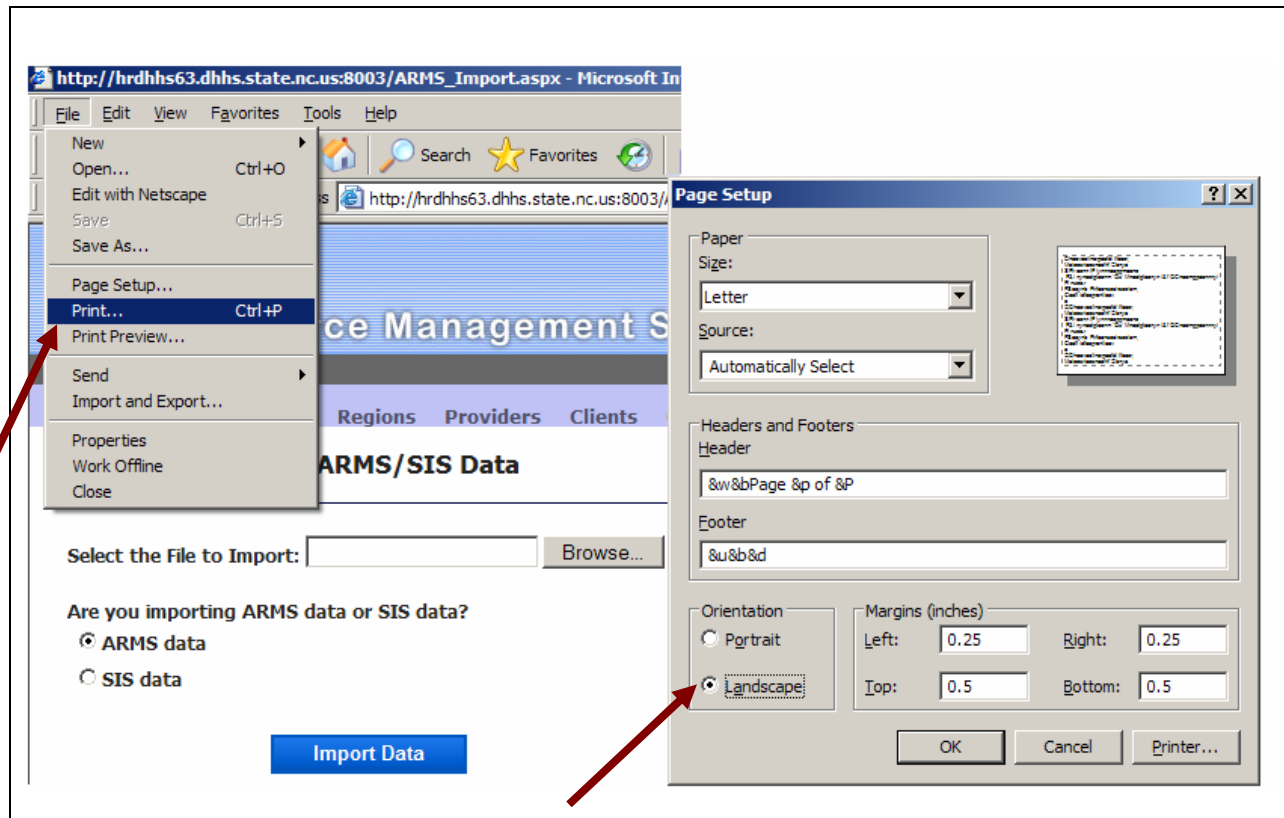 http://hrdhhs63.dhhs.state.nc.us:8003/ARMS_Import.aspx - Microsoft In
File Edit View Favorites Tools Help
New
Open... Ctrl+O
Edit with Netscape
Save Ctrl+S
Save As...
Page Setup...
Print... Ctrl+P
Print Preview...
Send
Import and Export...
Properties
Work Offline
Close
Search Favorites
s http://hrdhhs63.dhhs.state.nc.us:8003/
ce Management S
Regions Providers Clients
ARMS/SIS Data
Select the File to Import: Browse...
Are you importing ARMS data or SIS data?
ARMS data
SIS data
Import Data
Page Setup
Paper
Size:
Letter
Source:
Automatically Select
Headers and Footers
Header
&w&bPage &p of &P
Footer
&u&b&d
Orientation
Portrait
Landscape
Margins (inches)
Left: 0.25 Right: 0.25
Top: 0.5 Bottom: 0.5
OK Cancel Printer...